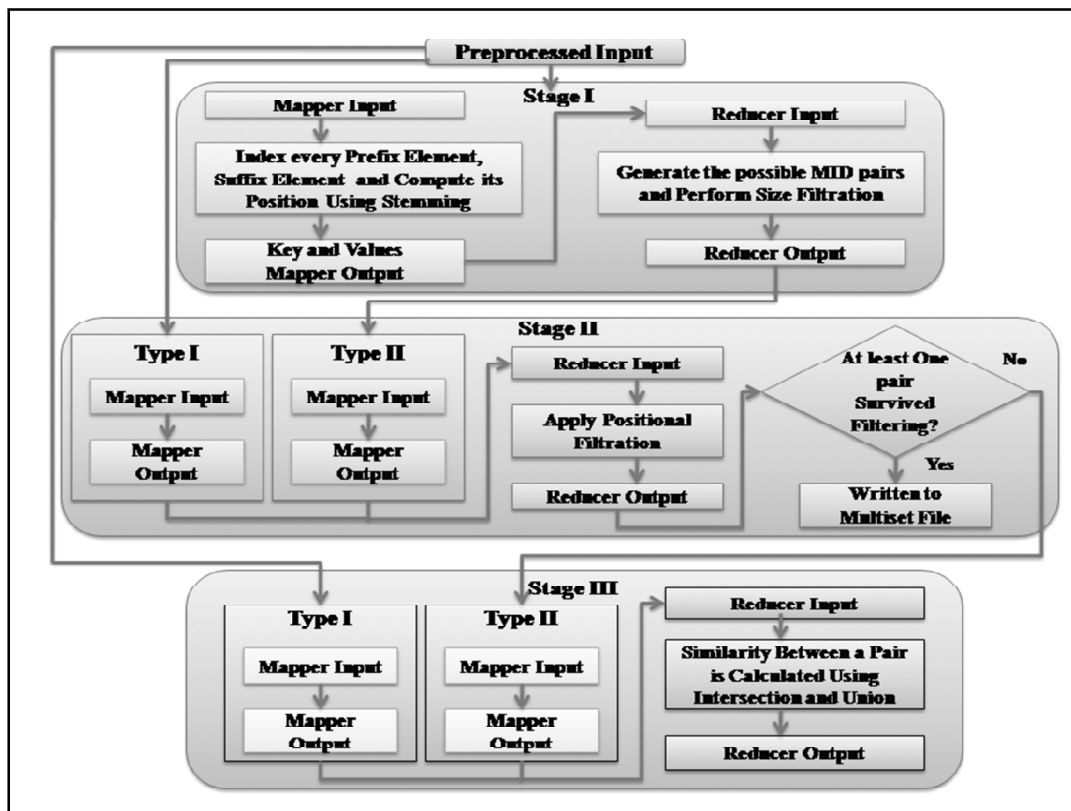 Preprocessed Input
Stage I
Mapper Input
Index every Prefix Element,
Suffix Element and Compute its
Position Using Stemming
Key and Values
Mapper Output
Reducer Input
Generate the possible MID pairs
and Perform Size Filtration
Reducer Output
Stage II
Type I
Mapper Input
Mapper
Output
Type II
Mapper Input
Mapper
Output
Reducer Input
Apply Positional
Filtration
Reducer Output
At least One
pair
Survived
Filtering?
No
Yes
Written to
Multiset File
Stage III
Type I
Mapper Input
Mapper
Output
Type II
Mapper Input
Mapper
Output
Reducer Input
Similarity Between a Pair
is Calculated Using
Intersection and Union
Reducer Output